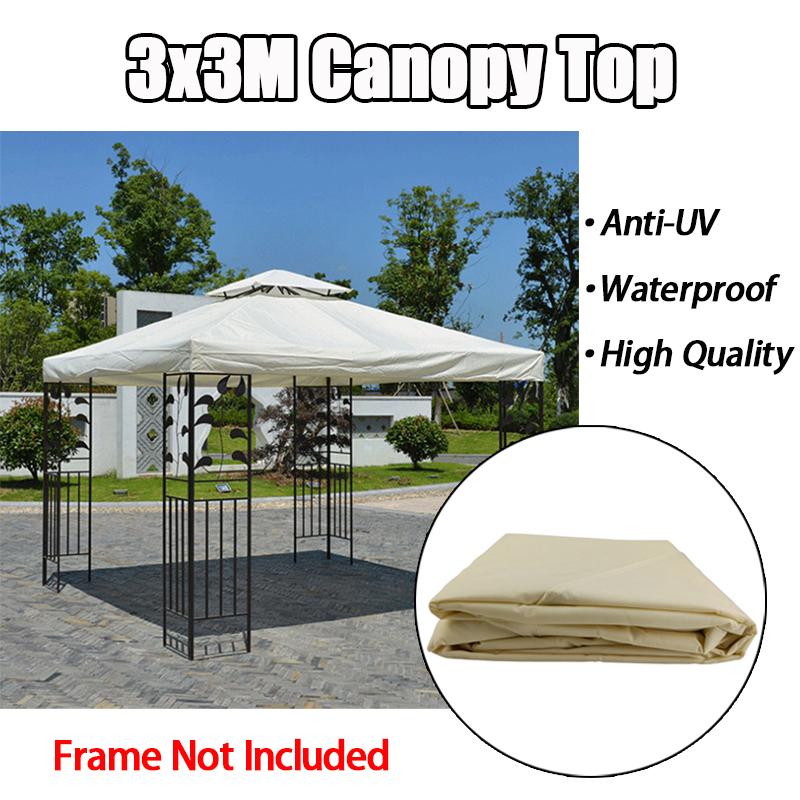 3x3M Canopy Top
• Anti-UV
• Waterproof
• High Quality
Frame Not Included